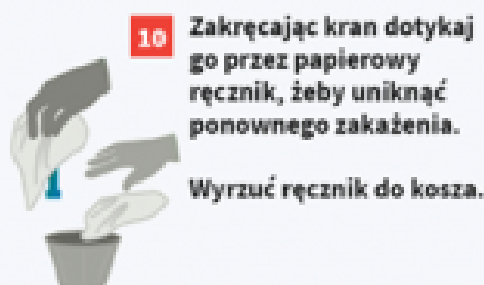 10
Zakręcając kran dotykaj
go przez papierowy
ręcznik, żeby uniknąć
ponownego zakażenia.
Wyrzuć ręcznik do kosza.